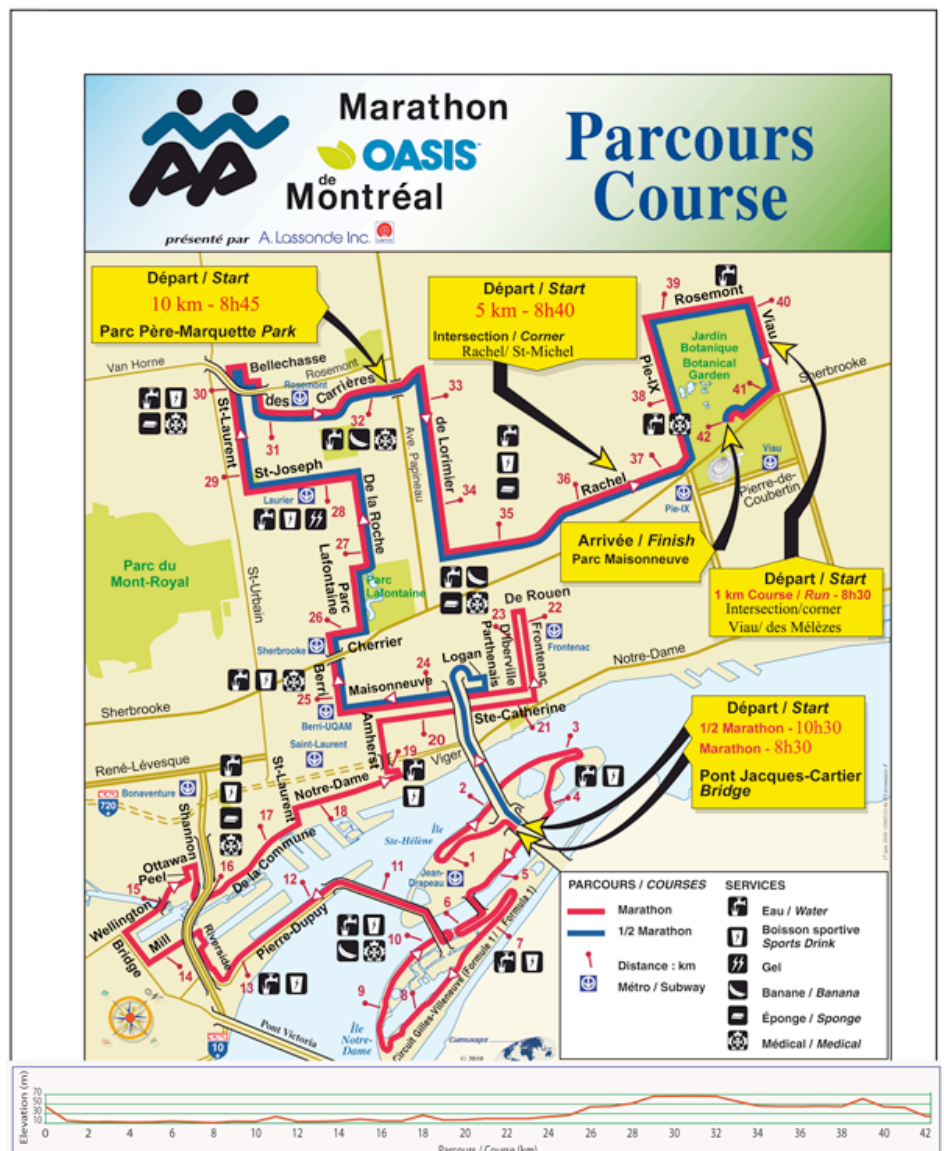 Marathon
OASIS
de
Montréal
présenté par A. Lassonde Inc.
Parcours
Course
Départ / Start
10 km - 8h45
Parc Père-Marquette Park
Départ / Start
5 km - 8h40
Intersection / Corner
Rachel/ St-Michel
39
Rosemont
40
Viau
Jardin
Botanique
Botanical
Garden
Pie-IX
38
41
42
Sherbrooke
Van Horne
Bellechasse
Rosemont
Rosemont
des Carrières
30
31
32
33
St-Laurent
Ave. Papineau
de Lorimier
29
St-Joseph
Laurier
28
De la Roche
34
35
36
Rachel
37
Viau
Pierre-de-
Coubertin
Pie-IX
Arrivée / Finish
Parc Maisonneuve
Départ / Start
1 km Course / Run - 8h30
Intersection/corner
Viau/ des Mélèzes
Parc du
Mont-Royal
27
Parc
Lafontaine
Parc
Lafontaine
St-Urbain
26
Sherbrooke
Cherrier
De Rouen
23
22
D'Iberville
Parthenais
Frontenac
Frontenac
Notre-Dame
Logan
24
Berri
25
Maisonneuve
Sherbrooke
Berri-UQAM
Amherst
Ste-Catherine
20
21
Saint-Laurent
19
Viger
René-Lévesque
Bonaventure
720
St-Laurent
Notre-Dame
18
17
De la Commune
Shannon
Ottawa
Peel
16
15
Wellington
Bridge
Mill
14
Riverside
13
Pierre-Dupuy
12
11
Île
Ste-Hélène
Jean-
Drapeau
1
2
3
4
5
6
7
8
9
10
Circuit Gilles-Villeneuve (Formule 1 / Formula 1)
Île
Notre-
Dame
Pont Victoria
10
Départ / Start
1/2 Marathon - 10h30
Marathon - 8h30
Pont Jacques-Cartier
Bridge
PARCOURS / COURSES
Marathon
1/2 Marathon
Distance : km
Métro / Subway
SERVICES
Eau / Water
Boisson sportive
Sports Drink
Gel
Banane / Banana
Éponge / Sponge
Médical / Medical
© 2010
Elevation (m)
70
50
30
10
0 2 4 6 8 10 12 14 16 18 20 22 24 26 28 30 32 34 36 38 40 42
Parcours / Course (km)